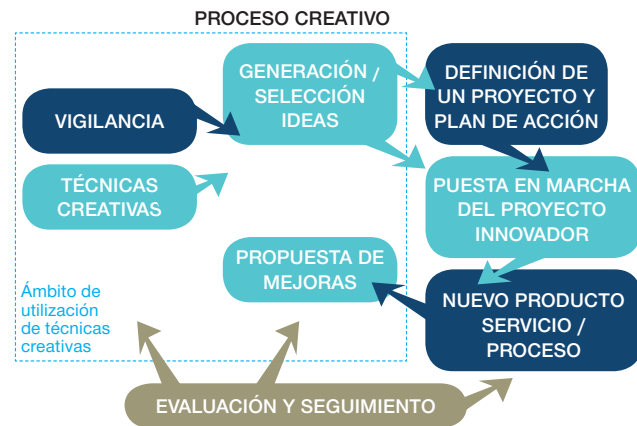 PROCESO CREATIVO
GENERACIÓN /
SELECCIÓN
IDEAS
DEFINICIÓN DE
UN PROYECTO Y
PLAN DE ACCIÓN
VIGILANCIA
TÉCNICAS
CREATIVAS
PUESTA EN MARCHA
DEL PROYECTO
INNOVADOR
PROPUESTA DE
MEJORAS
NUEVO PRODUCTO
SERVICIO /
PROCESO
Ámbito de
utilización
de técnicas
creativas
EVALUACIÓN Y SEGUIMIENTO